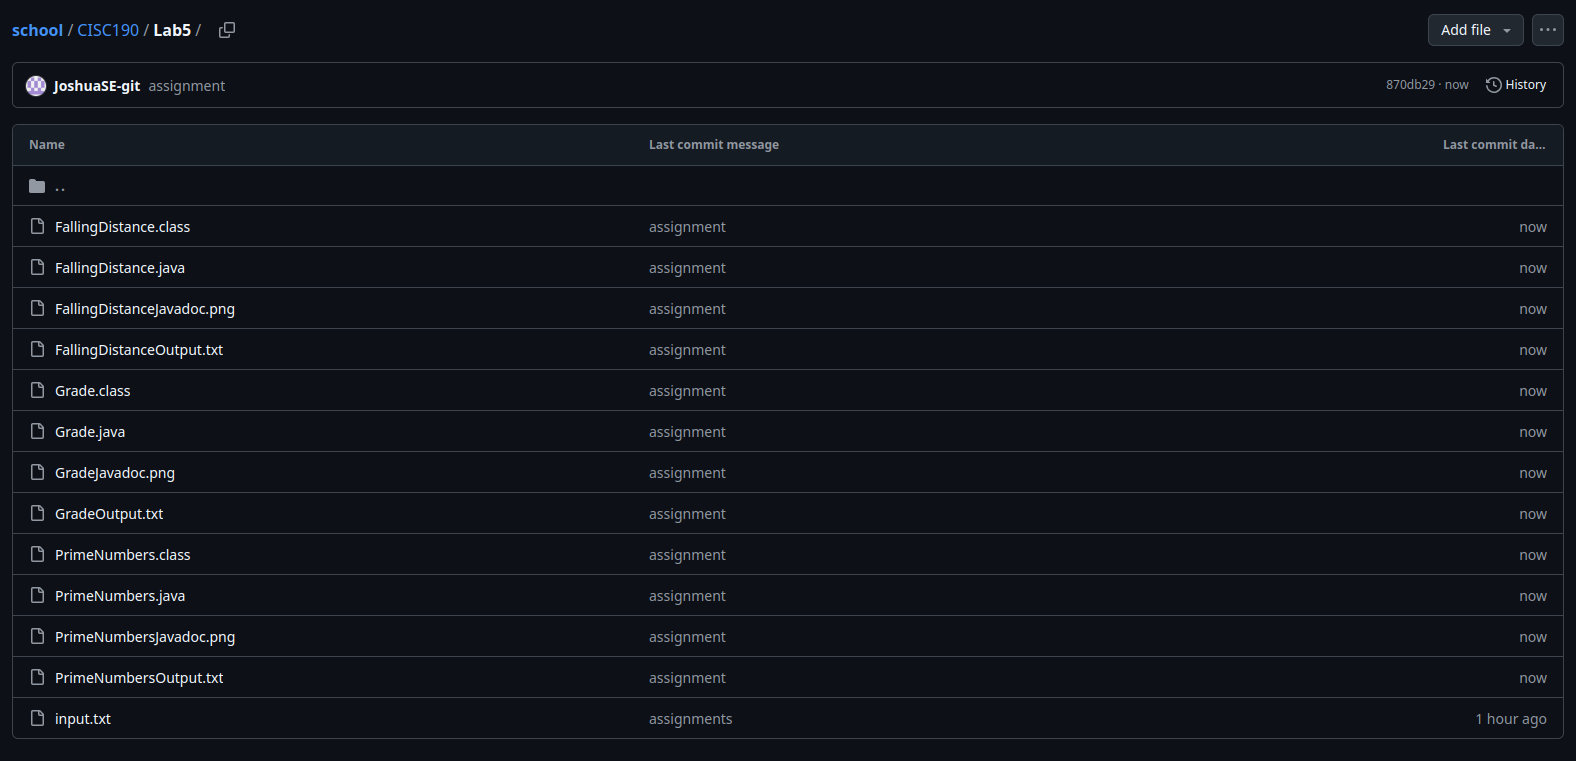 school / CISC190 / Lab5 /
Add file
JoshuaSE-git assignment
870db29 · now
History
Name Last commit message Last commit da...
..
FallingDistance.class assignment now
FallingDistance.java assignment now
FallingDistanceJavadoc.png assignment now
FallingDistanceOutput.txt assignment now
Grade.class assignment now
Grade.java assignment now
GradeJavadoc.png assignment now
GradeOutput.txt assignment now
PrimeNumbers.class assignment now
PrimeNumbers.java assignment now
PrimeNumbersJavadoc.png assignment now
PrimeNumbersOutput.txt assignment now
input.txt assignments 1 hour ago